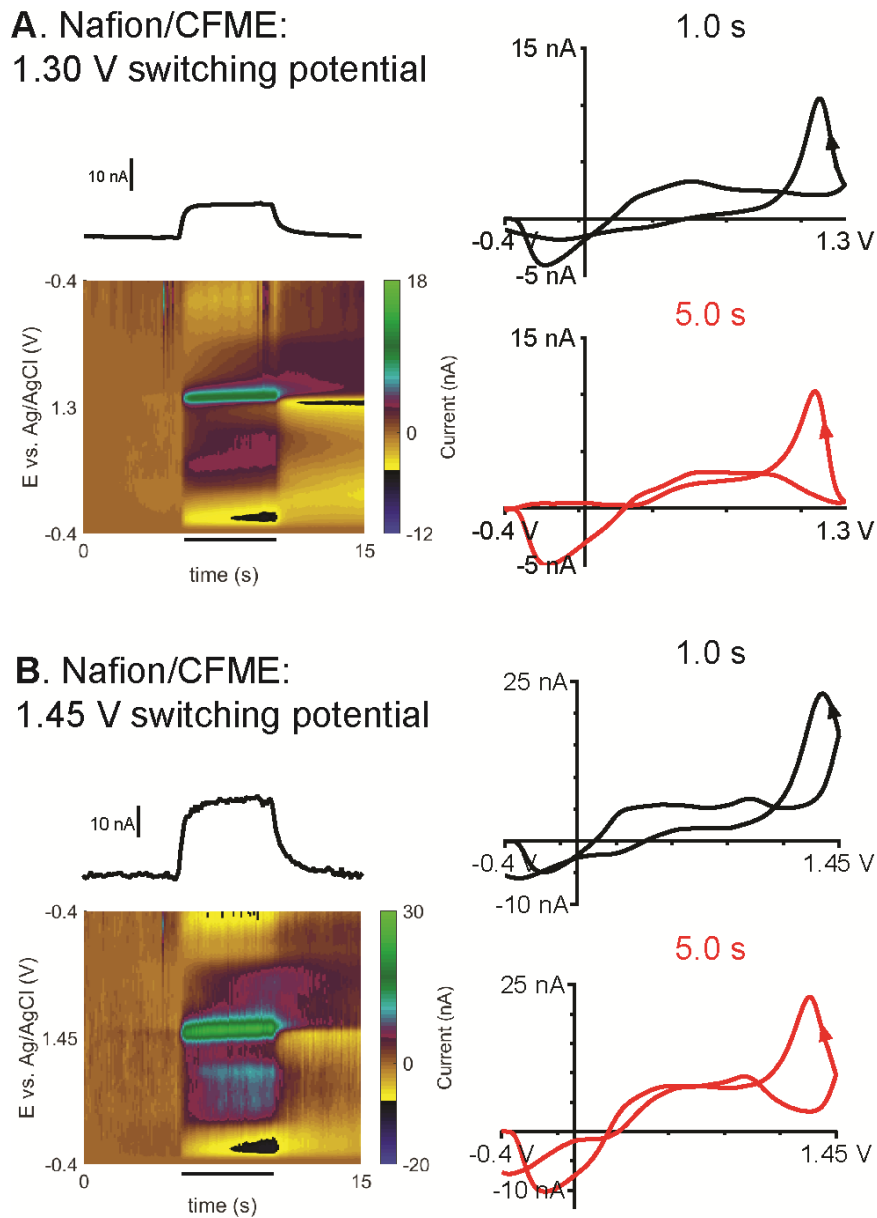 A. Nafion/CFME:
1.30 V switching potential
10 nA
-0.4
1.3
-0.4
E vs. Ag/AgCl (V)
0
15
time (s)
18
0
-12
Current (nA)
1.0 s
15 nA
-0.4 V
1.3 V
-5 nA
5.0 s
15 nA
-0.4 V
1.3 V
-5 nA
B. Nafion/CFME:
1.45 V switching potential
10 nA
-0.4
1.45
-0.4
E vs. Ag/AgCl (V)
0
15
time (s)
30
0
-20
Current (nA)
1.0 s
25 nA
-0.4 V
1.45 V
-10 nA
5.0 s
25 nA
-0.4 V
1.45 V
-10 nA